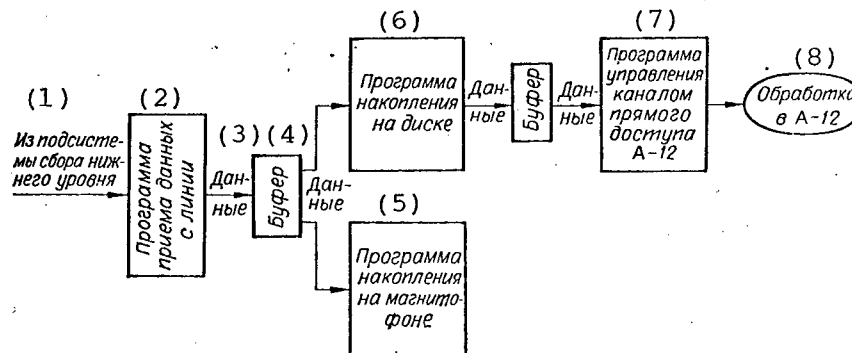 (1)
Из подсисте-
мы сбора ниж-
него уровня
(2)
Программа
приема данных
с линии
(3)
Дан-
ные
(4)
Буфер
Дан-
ные
(6)
Программа
накопления
на диске
(5)
Программа
накопления
на магнито-
фоне
Дан-
ные
Буфер
Дан-
ные
(7)
Программа
управления
каналом
прямого
доступа
А-12
(8)
Обработка
в А-12